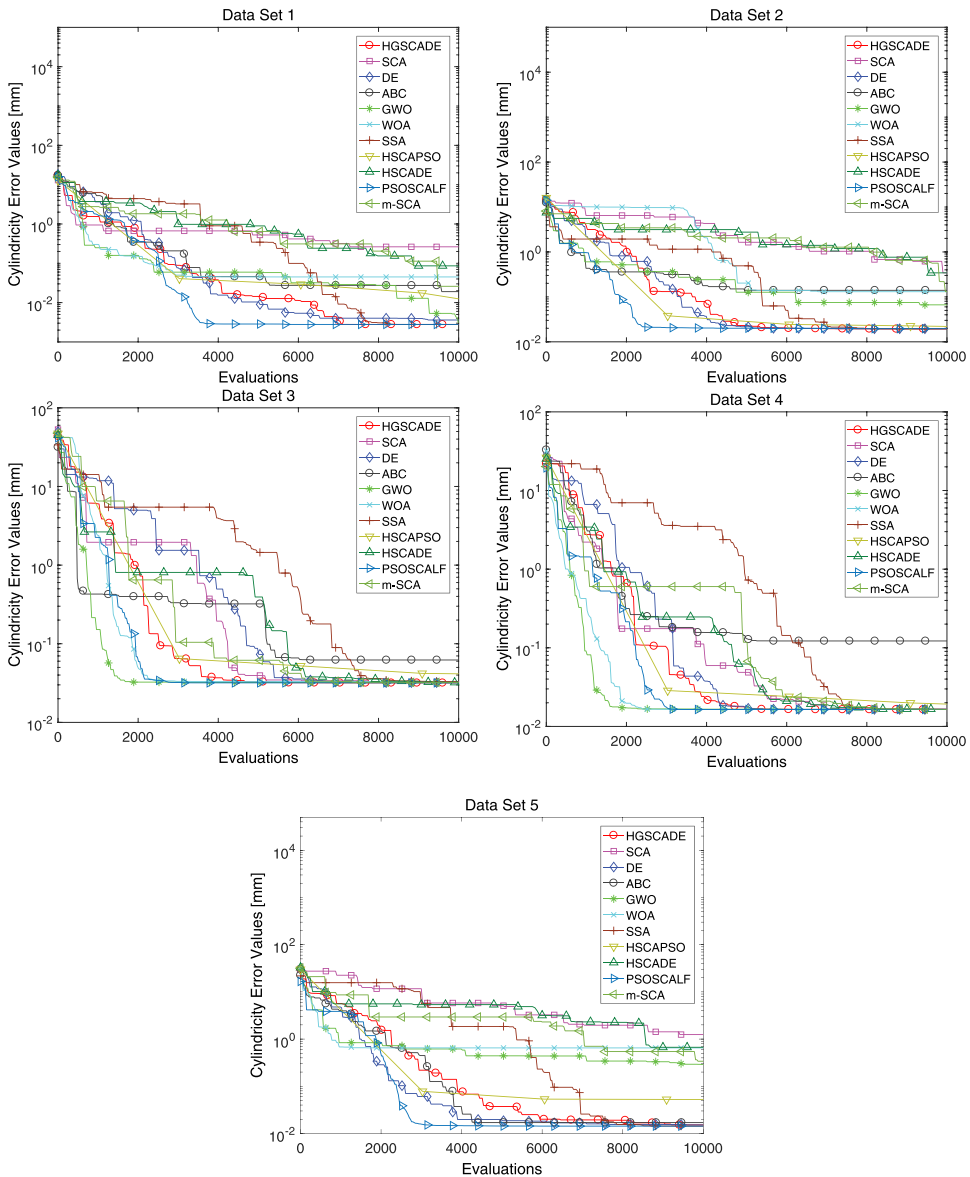 Data Set 1
Cylindricity Error Values [mm]
10^4
10^2
10^0
10^-2
0 2000 4000 6000 8000 10000
Evaluations
HGSCADE
SCA
DE
ABC
GWO
WOA
SSA
HSCAPSO
HSCADE
PSOSCALF
m-SCA
Data Set 2
Cylindricity Error Values [mm]
10^4
10^2
10^0
10^-2
0 2000 4000 6000 8000 10000
Evaluations
HGSCADE
SCA
DE
ABC
GWO
WOA
SSA
HSCAPSO
HSCADE
PSOSCALF
m-SCA
Data Set 3
Cylindricity Error Values [mm]
10^2
10^1
10^0
10^-1
10^-2
0 2000 4000 6000 8000 10000
Evaluations
HGSCADE
SCA
DE
ABC
GWO
WOA
SSA
HSCAPSO
HSCADE
PSOSCALF
m-SCA
Data Set 4
Cylindricity Error Values [mm]
10^2
10^1
10^0
10^-1
10^-2
0 2000 4000 6000 8000 10000
Evaluations
HGSCADE
SCA
DE
ABC
GWO
WOA
SSA
HSCAPSO
HSCADE
PSOSCALF
m-SCA
Data Set 5
Cylindricity Error Values [mm]
10^4
10^2
10^0
10^-2
0 2000 4000 6000 8000 10000
Evaluations
HGSCADE
SCA
DE
ABC
GWO
WOA
SSA
HSCAPSO
HSCADE
PSOSCALF
m-SCA